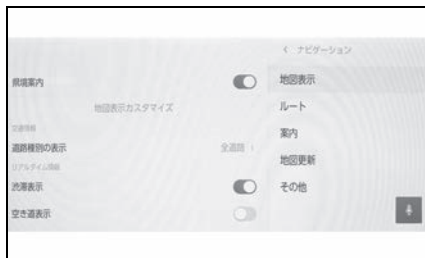 県境案内
地図表示カスタマイズ
交通情報
道路種別の表示
全道路
リアルタイム情報
渋滞表示
空き道表示
ナビゲーション
地図表示
ルート
案内
地図更新
その他